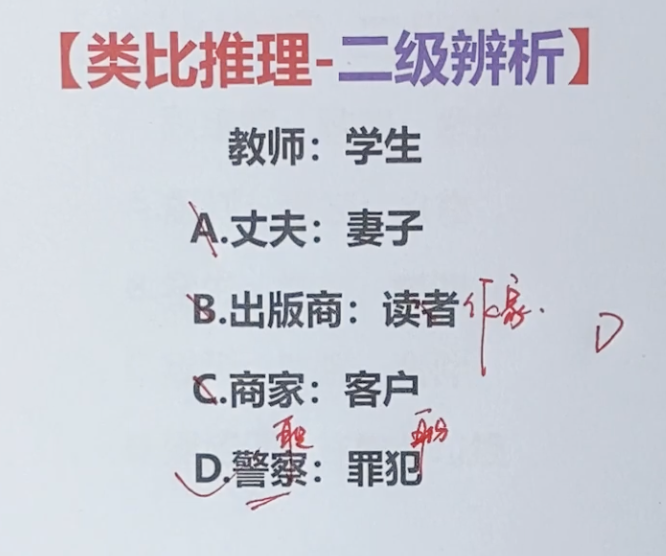 【类比推理-二级辨析】
教师：学生
A.丈夫：妻子
B.出版商：读者 作家.
D
C.商家：客户
职
D.警察：罪犯